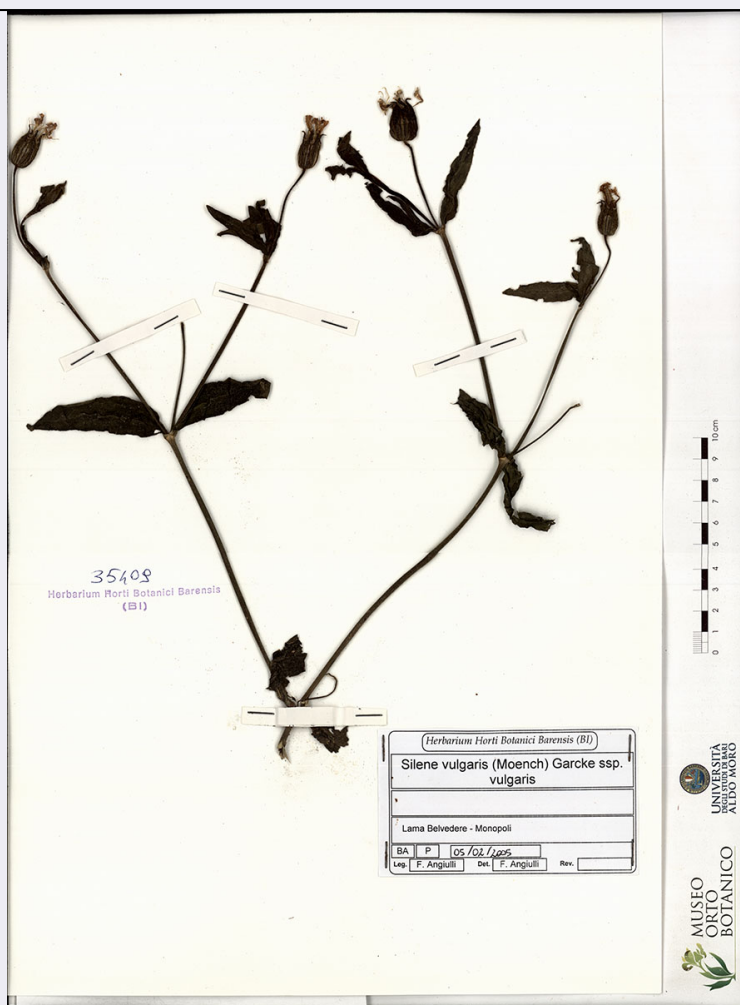 35409
Herbarium Horti Botanici Barensis
(BI)
Herbarium Horti Botanici Barensis (BI)
Silene vulgaris (Moench) Garcke ssp.
vulgaris
Lama Belvedere - Monopoli
BA P 05/02/2005
Leg. F. Angiulli Det. F. Angiulli Rev.
10 cm
9
8
7
6
5
4
3
2
1
0
UNIVERSITÀ
DEGLI STUDI DI BARI
ALDO MORO
MUSEO
ORTO
BOTANICO